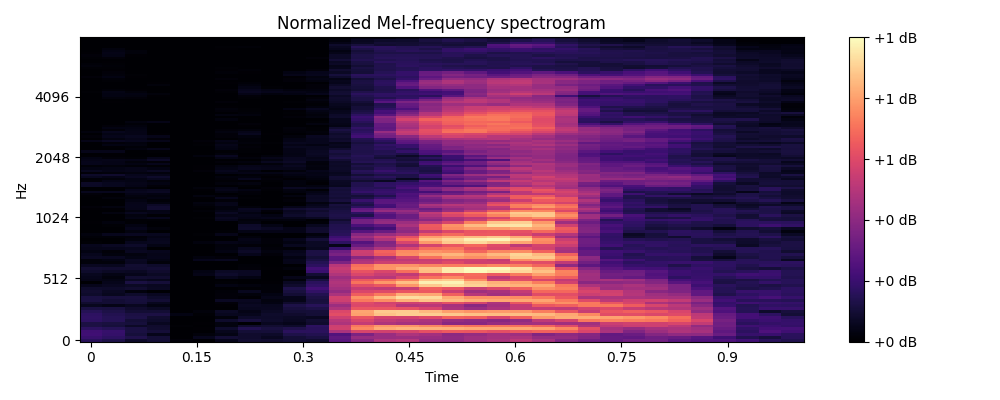 Normalized Mel-frequency spectrogram
Hz
4096
2048
1024
512
0
0 0.15 0.3 0.45 0.6 0.75 0.9
Time
+1 dB
+1 dB
+1 dB
+0 dB
+0 dB
+0 dB